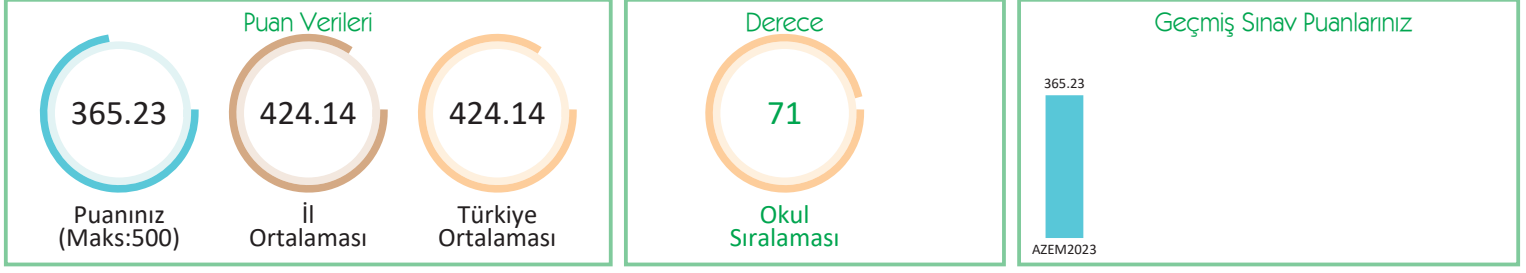 Puan Verileri
365.23
424.14
424.14
Puanınız
(Maks:500)
İl
Ortalaması
Türkiye
Ortalaması
Derece
71
Okul
Sıralaması
Geçmiş Sınav Puanlarınız
365.23
AZEM2023